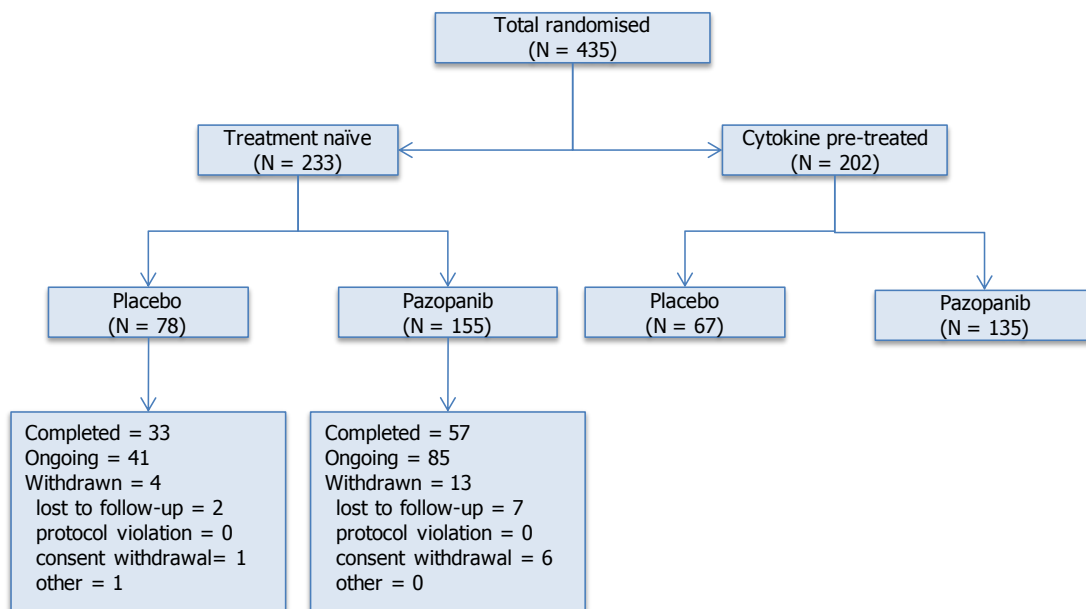 Total randomised
(N = 435)
Treatment naïve
(N = 233)
Cytokine pre-treated
(N = 202)
Placebo
(N = 78)
Pazopanib
(N = 155)
Placebo
(N = 67)
Pazopanib
(N = 135)
Completed = 33
Ongoing = 41
Withdrawn = 4
lost to follow-up = 2
protocol violation = 0
consent withdrawal= 1
other = 1
Completed = 57
Ongoing = 85
Withdrawn = 13
lost to follow-up = 7
protocol violation = 0
consent withdrawal = 6
other = 0